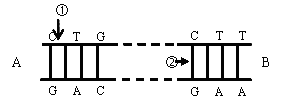 ①
C T G C T T
A ② B
G A C G A A